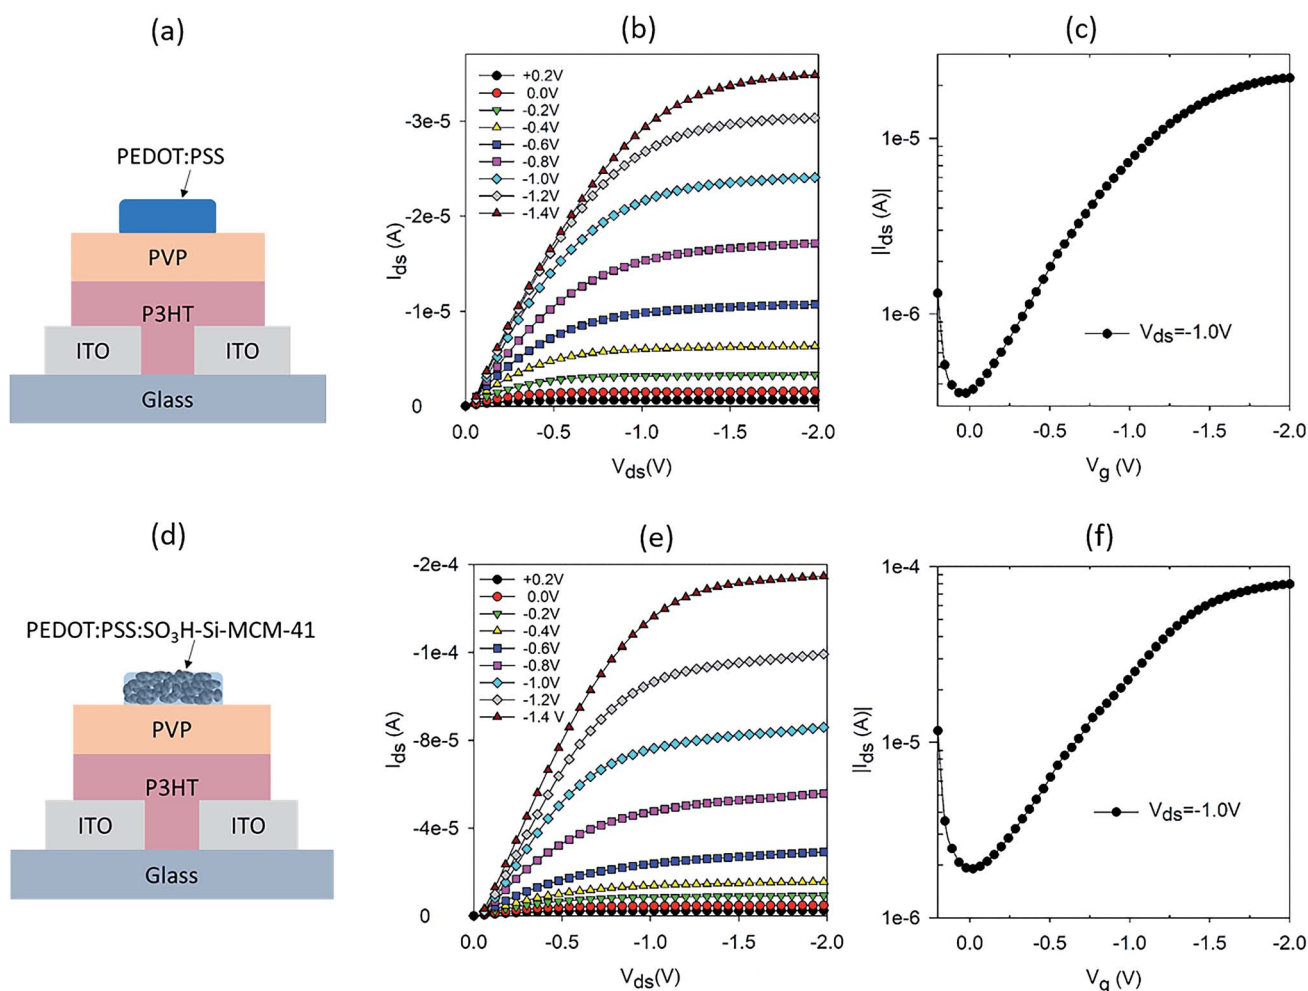 (a)
PEDOT:PSS
PVP
P3HT
ITO ITO
Glass
(b)
+0.2V
0.0V
-0.2V
-0.4V
-0.6V
-0.8V
-1.0V
-1.2V
-1.4V
-3e-5
-2e-5
-1e-5
0
Ids (A)
0.0 -0.5 -1.0 -1.5 -2.0
Vds(V)
(c)
1e-5
1e-6
||ds (A)|
Vds=-1.0V
0.0 -0.5 -1.0 -1.5 -2.0
Vg (V)
(d)
PEDOT:PSS:SO3H-Si-MCM-41
PVP
P3HT
ITO ITO
Glass
(e)
+0.2V
0.0V
-0.2V
-0.4V
-0.6V
-0.8V
-1.0V
-1.2V
-1.4 V
-2e-4
-1e-4
-8e-5
-4e-5
0
Ids (A)
0.0 -0.5 -1.0 -1.5 -2.0
Vds(V)
(f)
1e-4
1e-5
1e-6
|Ids (A)|
Vds=-1.0V
0.0 -0.5 -1.0 -1.5 -2.0
Vg (V)